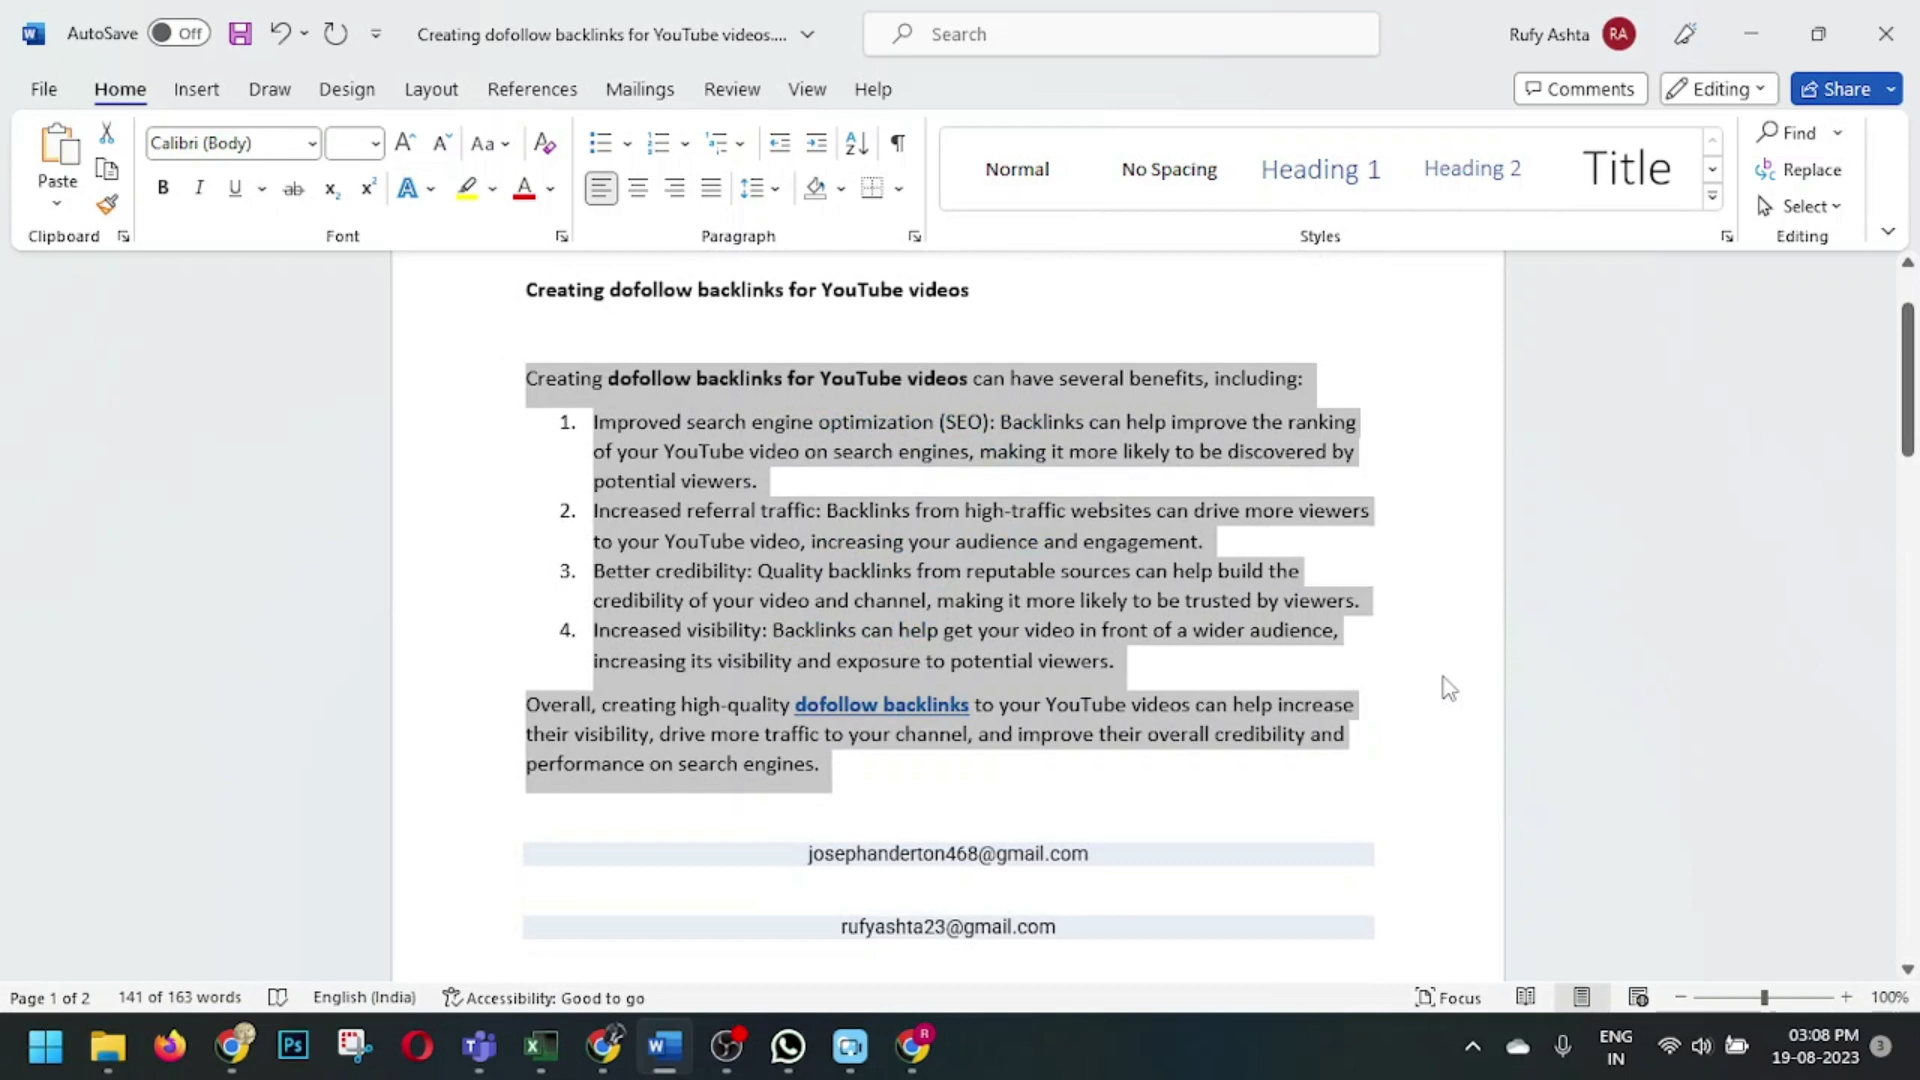 AutoSave Off Creating dofollow backlinks for YouTube videos.... Search Rufy Ashta RA
File Home Insert Draw Design Layout References Mailings Review View Help Comments Editing Share
Paste
Calibri (Body)
Aa
B I U ab x₂ x² A A
Normal No Spacing Heading 1 Heading 2 Title
Find
Replace
Select
Clipboard Font Paragraph Styles Editing
Creating dofollow backlinks for YouTube videos
Creating dofollow backlinks for YouTube videos can have several benefits, including:
1. Improved search engine optimization (SEO): Backlinks can help improve the ranking
of your YouTube video on search engines, making it more likely to be discovered by
potential viewers.
2. Increased referral traffic: Backlinks from high-traffic websites can drive more viewers
to your YouTube video, increasing your audience and engagement.
3. Better credibility: Quality backlinks from reputable sources can help build the
credibility of your video and channel, making it more likely to be trusted by viewers.
4. Increased visibility: Backlinks can help get your video in front of a wider audience,
increasing its visibility and exposure to potential viewers.
Overall, creating high-quality dofollow backlinks to your YouTube videos can help increase
their visibility, drive more traffic to your channel, and improve their overall credibility and
performance on search engines.
josephanderton468@gmail.com
rufyashta23@gmail.com
Page 1 of 2 141 of 163 words English (India) Accessibility: Good to go Focus 100%
ENG
IN
03:08 PM
19-08-2023
3